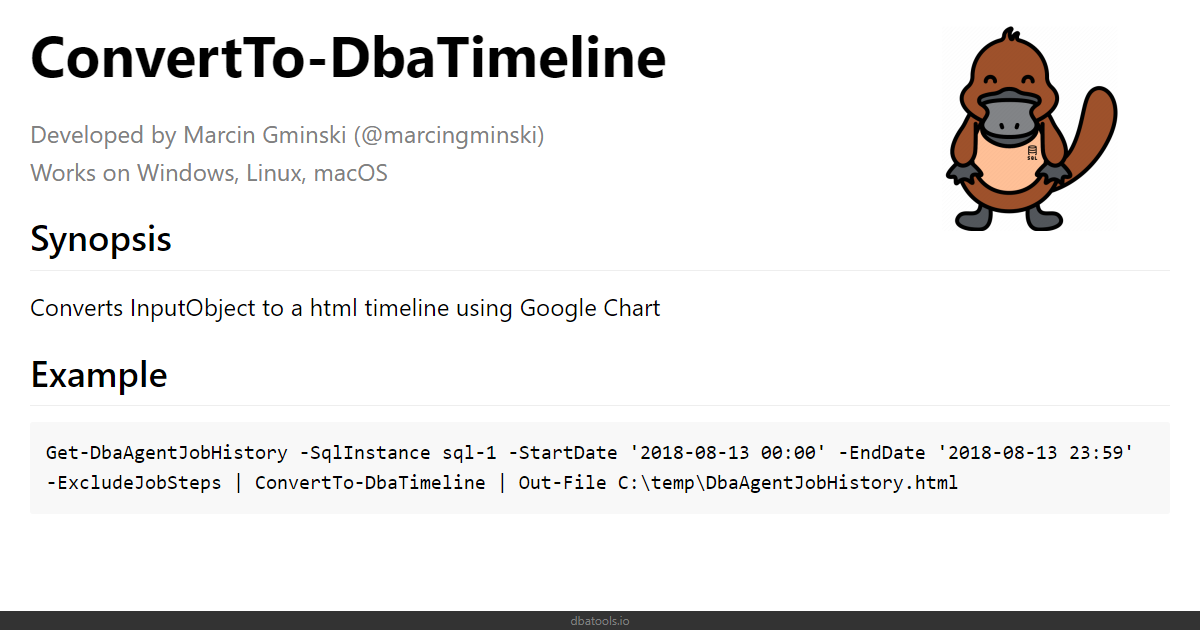 ConvertTo-DbaTimeline
Developed by Marcin Gminski (@marcingminski)
Works on Windows, Linux, macOS
SQL
Synopsis
Converts InputObject to a html timeline using Google Chart
Example
Get-DbaAgentJobHistory -SqlInstance sql-1 -StartDate '2018-08-13 00:00' -EndDate '2018-08-13 23:59'
-ExcludeJobSteps | ConvertTo-DbaTimeline | Out-File C:\temp\DbaAgentJobHistory.html
dbatools.io